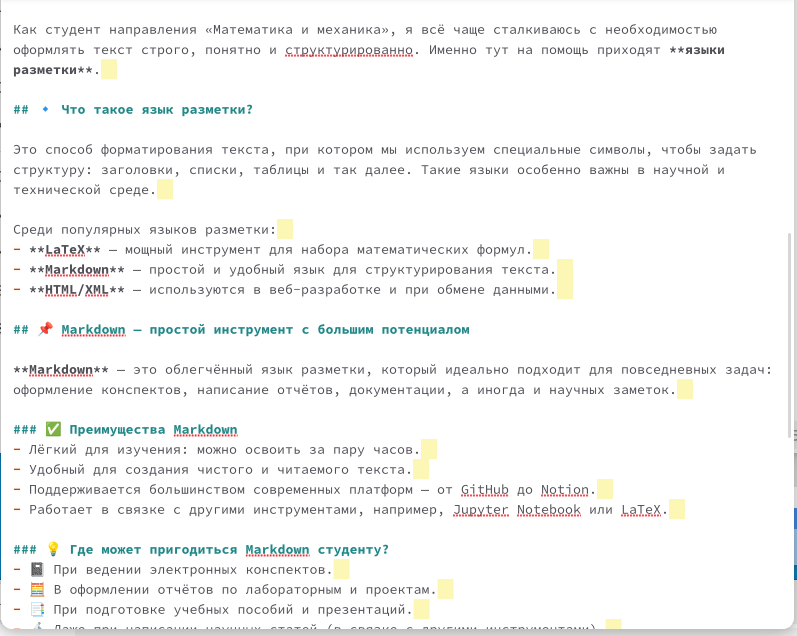 Как студент направления «Математика и механика», я всё чаще сталкиваюсь с необходимостью
оформлять текст строго, понятно и структурированно. Именно тут на помощь приходят **языки
разметки**.
## 🔹 Что такое язык разметки?
Это способ форматирования текста, при котором мы используем специальные символы, чтобы задать
структуру: заголовки, списки, таблицы и так далее. Такие языки особенно важны в научной и
технической среде.
Среди популярных языков разметки:
- **LaTeX** — мощный инструмент для набора математических формул.
- **Markdown** — простой и удобный язык для структурирования текста.
- **HTML/XML** — используются в веб-разработке и при обмене данными.
## 📌 Markdown — простой инструмент с большим потенциалом
**Markdown** — это облегчённый язык разметки, который идеально подходит для повседневных задач:
оформление конспектов, написание отчётов, документации, а иногда и научных заметок.
### ✅ Преимущества Markdown
- Лёгкий для изучения: можно освоить за пару часов.
- Удобный для создания чистого и читаемого текста.
- Поддерживается большинством современных платформ — от GitHub до Notion.
- Работает в связке с другими инструментами, например, Jupyter Notebook или LaTeX.
### 💡 Где может пригодиться Markdown студенту?
- 📓 При ведении электронных конспектов.
- 🧮 В оформлении отчётов по лабораторным и проектам.
- 📑 При подготовке учебных пособий и презентаций.
- 🔬 Даже при написании научных статей (в связке с другими инструментами).